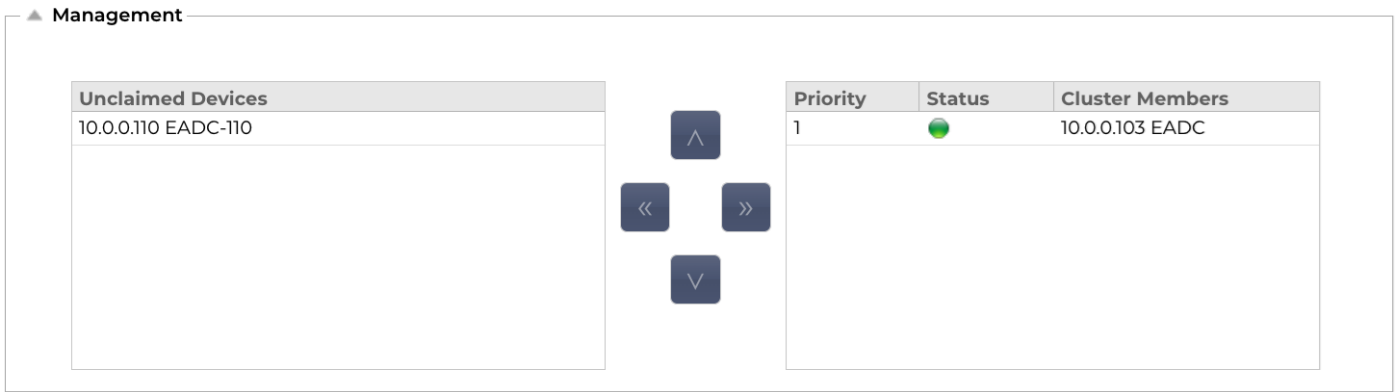 Management
Unclaimed Devices
10.0.0.110 EADC-110
Priority Status Cluster Members
1 10.0.0.103 EADC